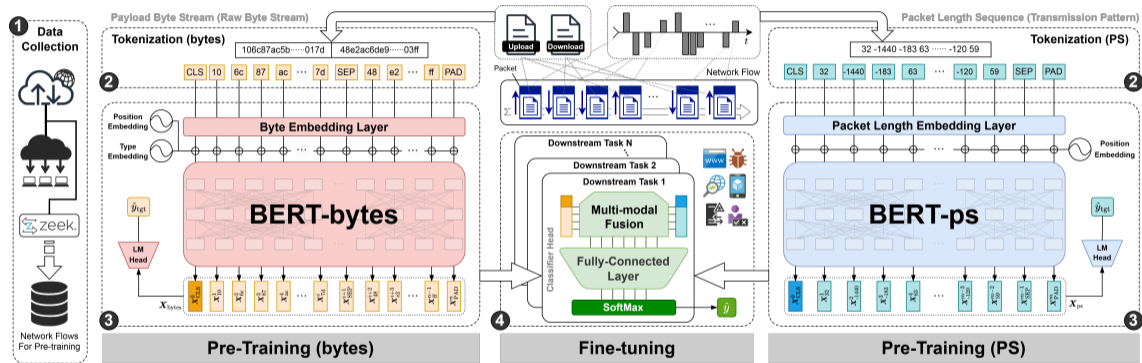 1
Data
Collection
zeek
Network Flows
For Pre-training
Payload Byte Stream (Raw Byte Stream)
Tokenization (bytes)
106c87ac5b······017d 48e2ac6de9······03ff
2
CLS 10 6c 87 ac ··· 7d SEP 48 e2 ··· ff PAD
Position
Embedding
Type
Embedding
Byte Embedding Layer
BERT-bytes
ŷtgt
LM
Head
Xbytes
3
Pre-Training (bytes)
Upload Download
t
Packet
Network Flow
Σ
Downstream Task N
Downstream Task 2
Downstream Task 1
Multi-modal
Fusion
Classifier Head
Fully-Connected
Layer
SoftMax
ŷ
WWW
4
Fine-tuning
Packet Length Sequence (Transmission Pattern)
32 -1440 -183 63 ······ -120 59
Tokenization (PS)
2
CLS 32 -1440 -183 63 ··· -120 59 SEP PAD
Packet Length Embedding Layer
Position
Embedding
BERT-ps
ŷtgt
LM
Head
Xps
3
Pre-Training (PS)